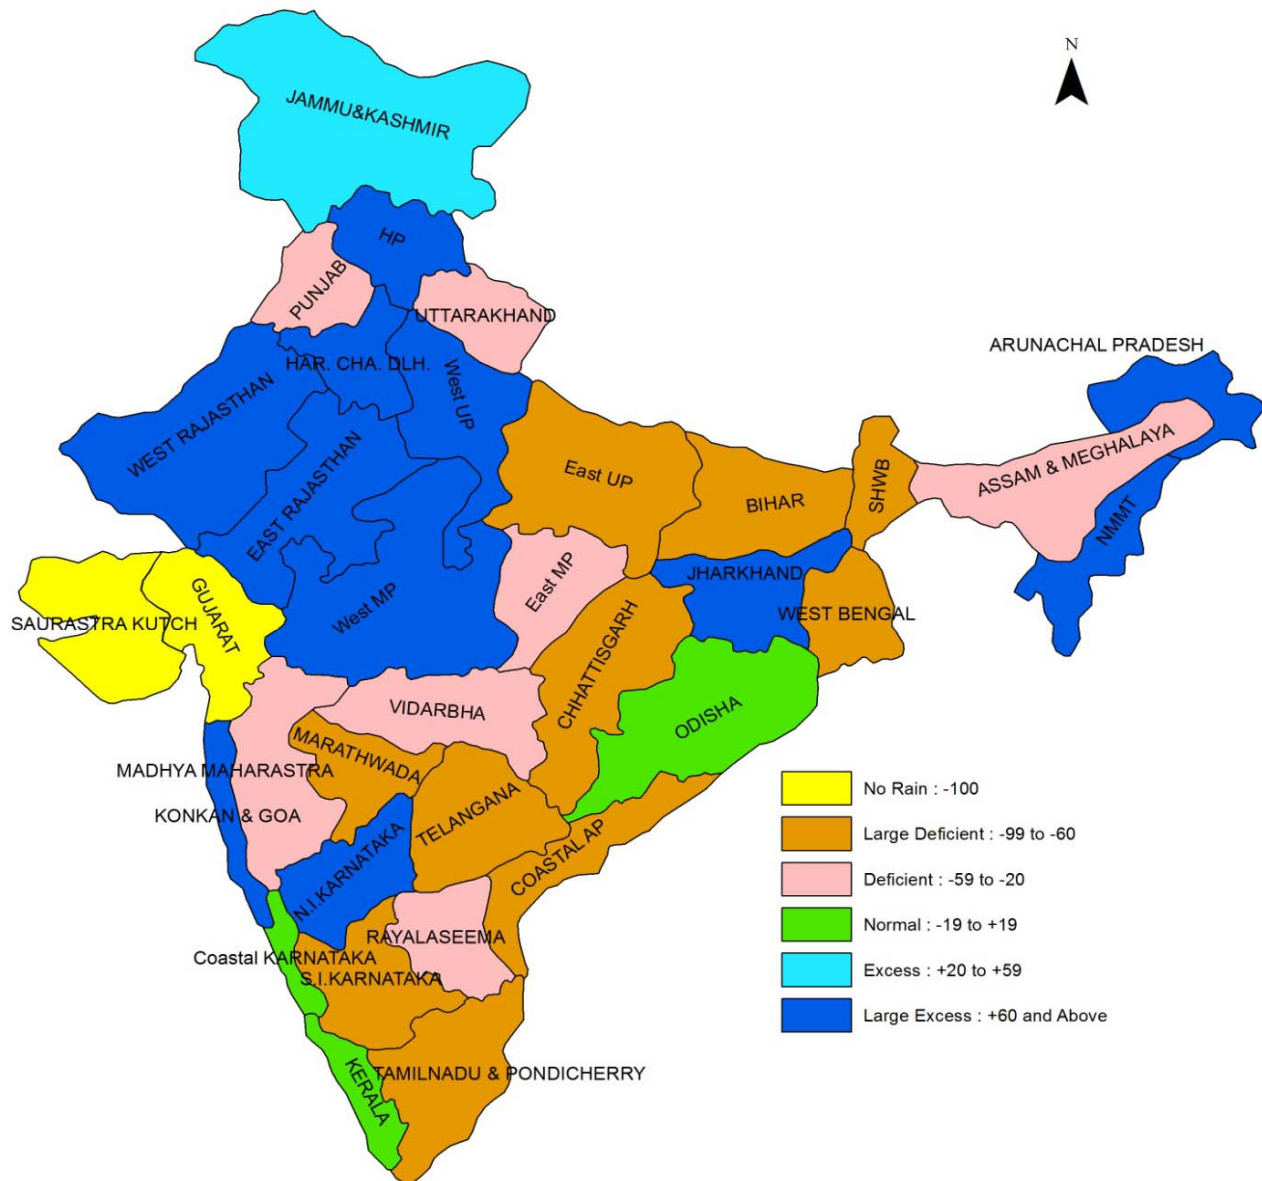 N
JAMMU&KASHMIR
HP
PUNJAB
UTTARAKHAND
ARUNACHAL PRADESH
HAR. CHA. DLH.
West UP
WEST RAJASTHAN
EAST RAJASTHAN
East UP
BIHAR
SHWB
ASSAM & MEGHALAYA
NMMT
JHARKHAND
East MP
West MP
GUJARAT
SAURASTRA KUTCH
WEST BENGAL
CHHATTISGARH
VIDARBHA
ODISHA
MARATHWADA
MADHYA MAHARASTRA
KONKAN & GOA
TELANGANA
COASTAL AP
N.I.KARNATAKA
RAYALASEEMA
Coastal KARNATAKA
S.I.KARNATAKA
TAMILNADU & PONDICHERRY
KERALA
No Rain : -100
Large Deficient : -99 to -60
Deficient : -59 to -20
Normal : -19 to +19
Excess : +20 to +59
Large Excess : +60 and Above